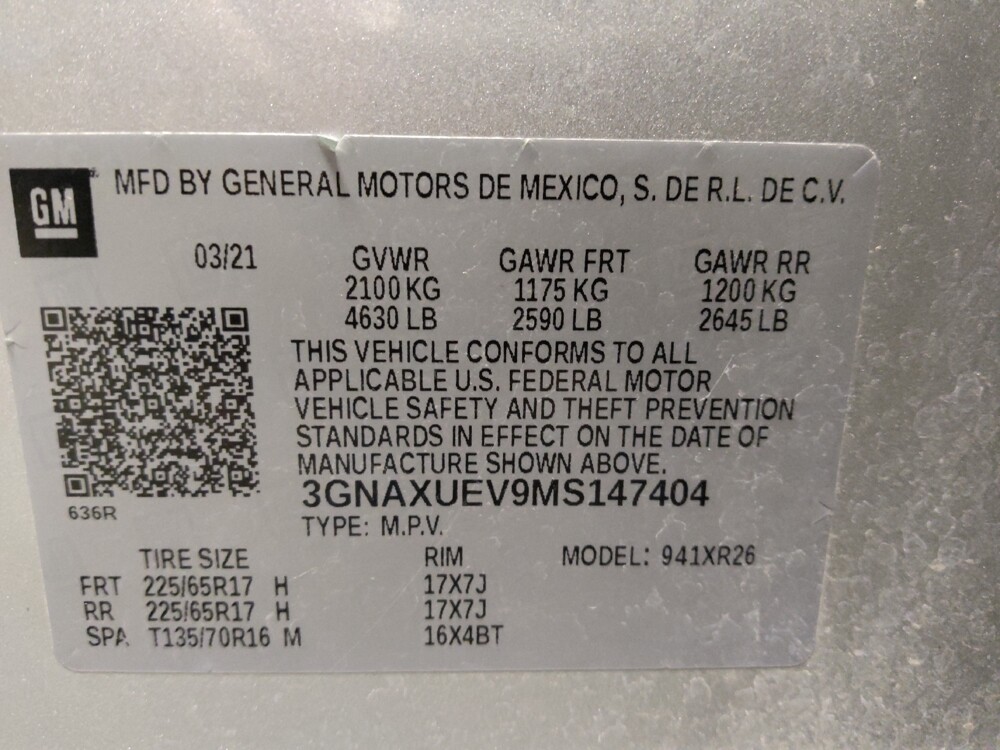 GM
MFD BY GENERAL MOTORS DE MEXICO, S. DE R.L. DE C.V.
03/21 GVWR GAWR FRT GAWR RR
2100 KG 1175 KG 1200 KG
4630 LB 2590 LB 2645 LB
THIS VEHICLE CONFORMS TO ALL
APPLICABLE U.S. FEDERAL MOTOR
VEHICLE SAFETY AND THEFT PREVENTION
STANDARDS IN EFFECT ON THE DATE OF
MANUFACTURE SHOWN ABOVE.
3GNAXUEV9MS147404
636R
TYPE: M.P.V.
TIRE SIZE RIM MODEL: 941XR26
FRT 225/65R17 H 17X7J
RR 225/65R17 H 17X7J
SPA T135/70R16 M 16X4BT